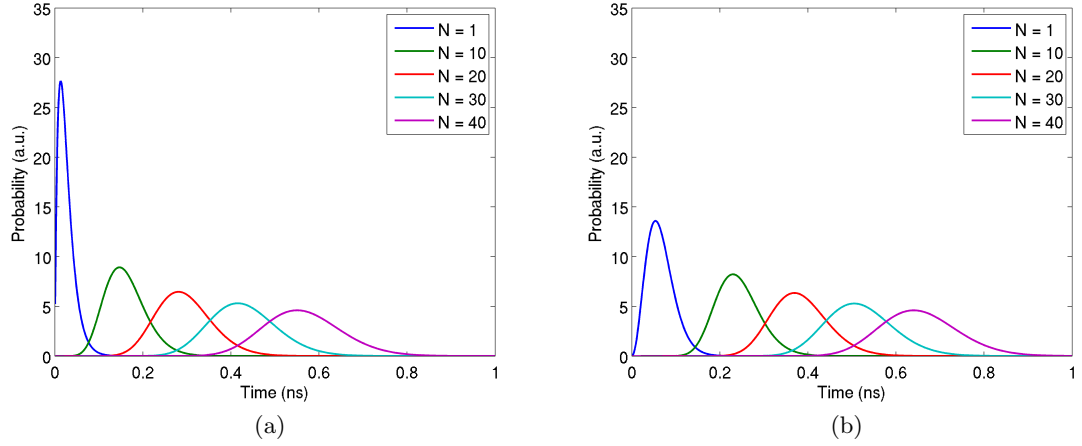 35
30
25
20
15
10
5
0
Probability (a.u.)
0
0.2
0.4
0.6
0.8
1
Time (ns)
N = 1
N = 10
N = 20
N = 30
N = 40
(a)
35
30
25
20
15
10
5
0
Probability (a.u.)
0
0.2
0.4
0.6
0.8
1
Time (ns)
N = 1
N = 10
N = 20
N = 30
N = 40
(b)